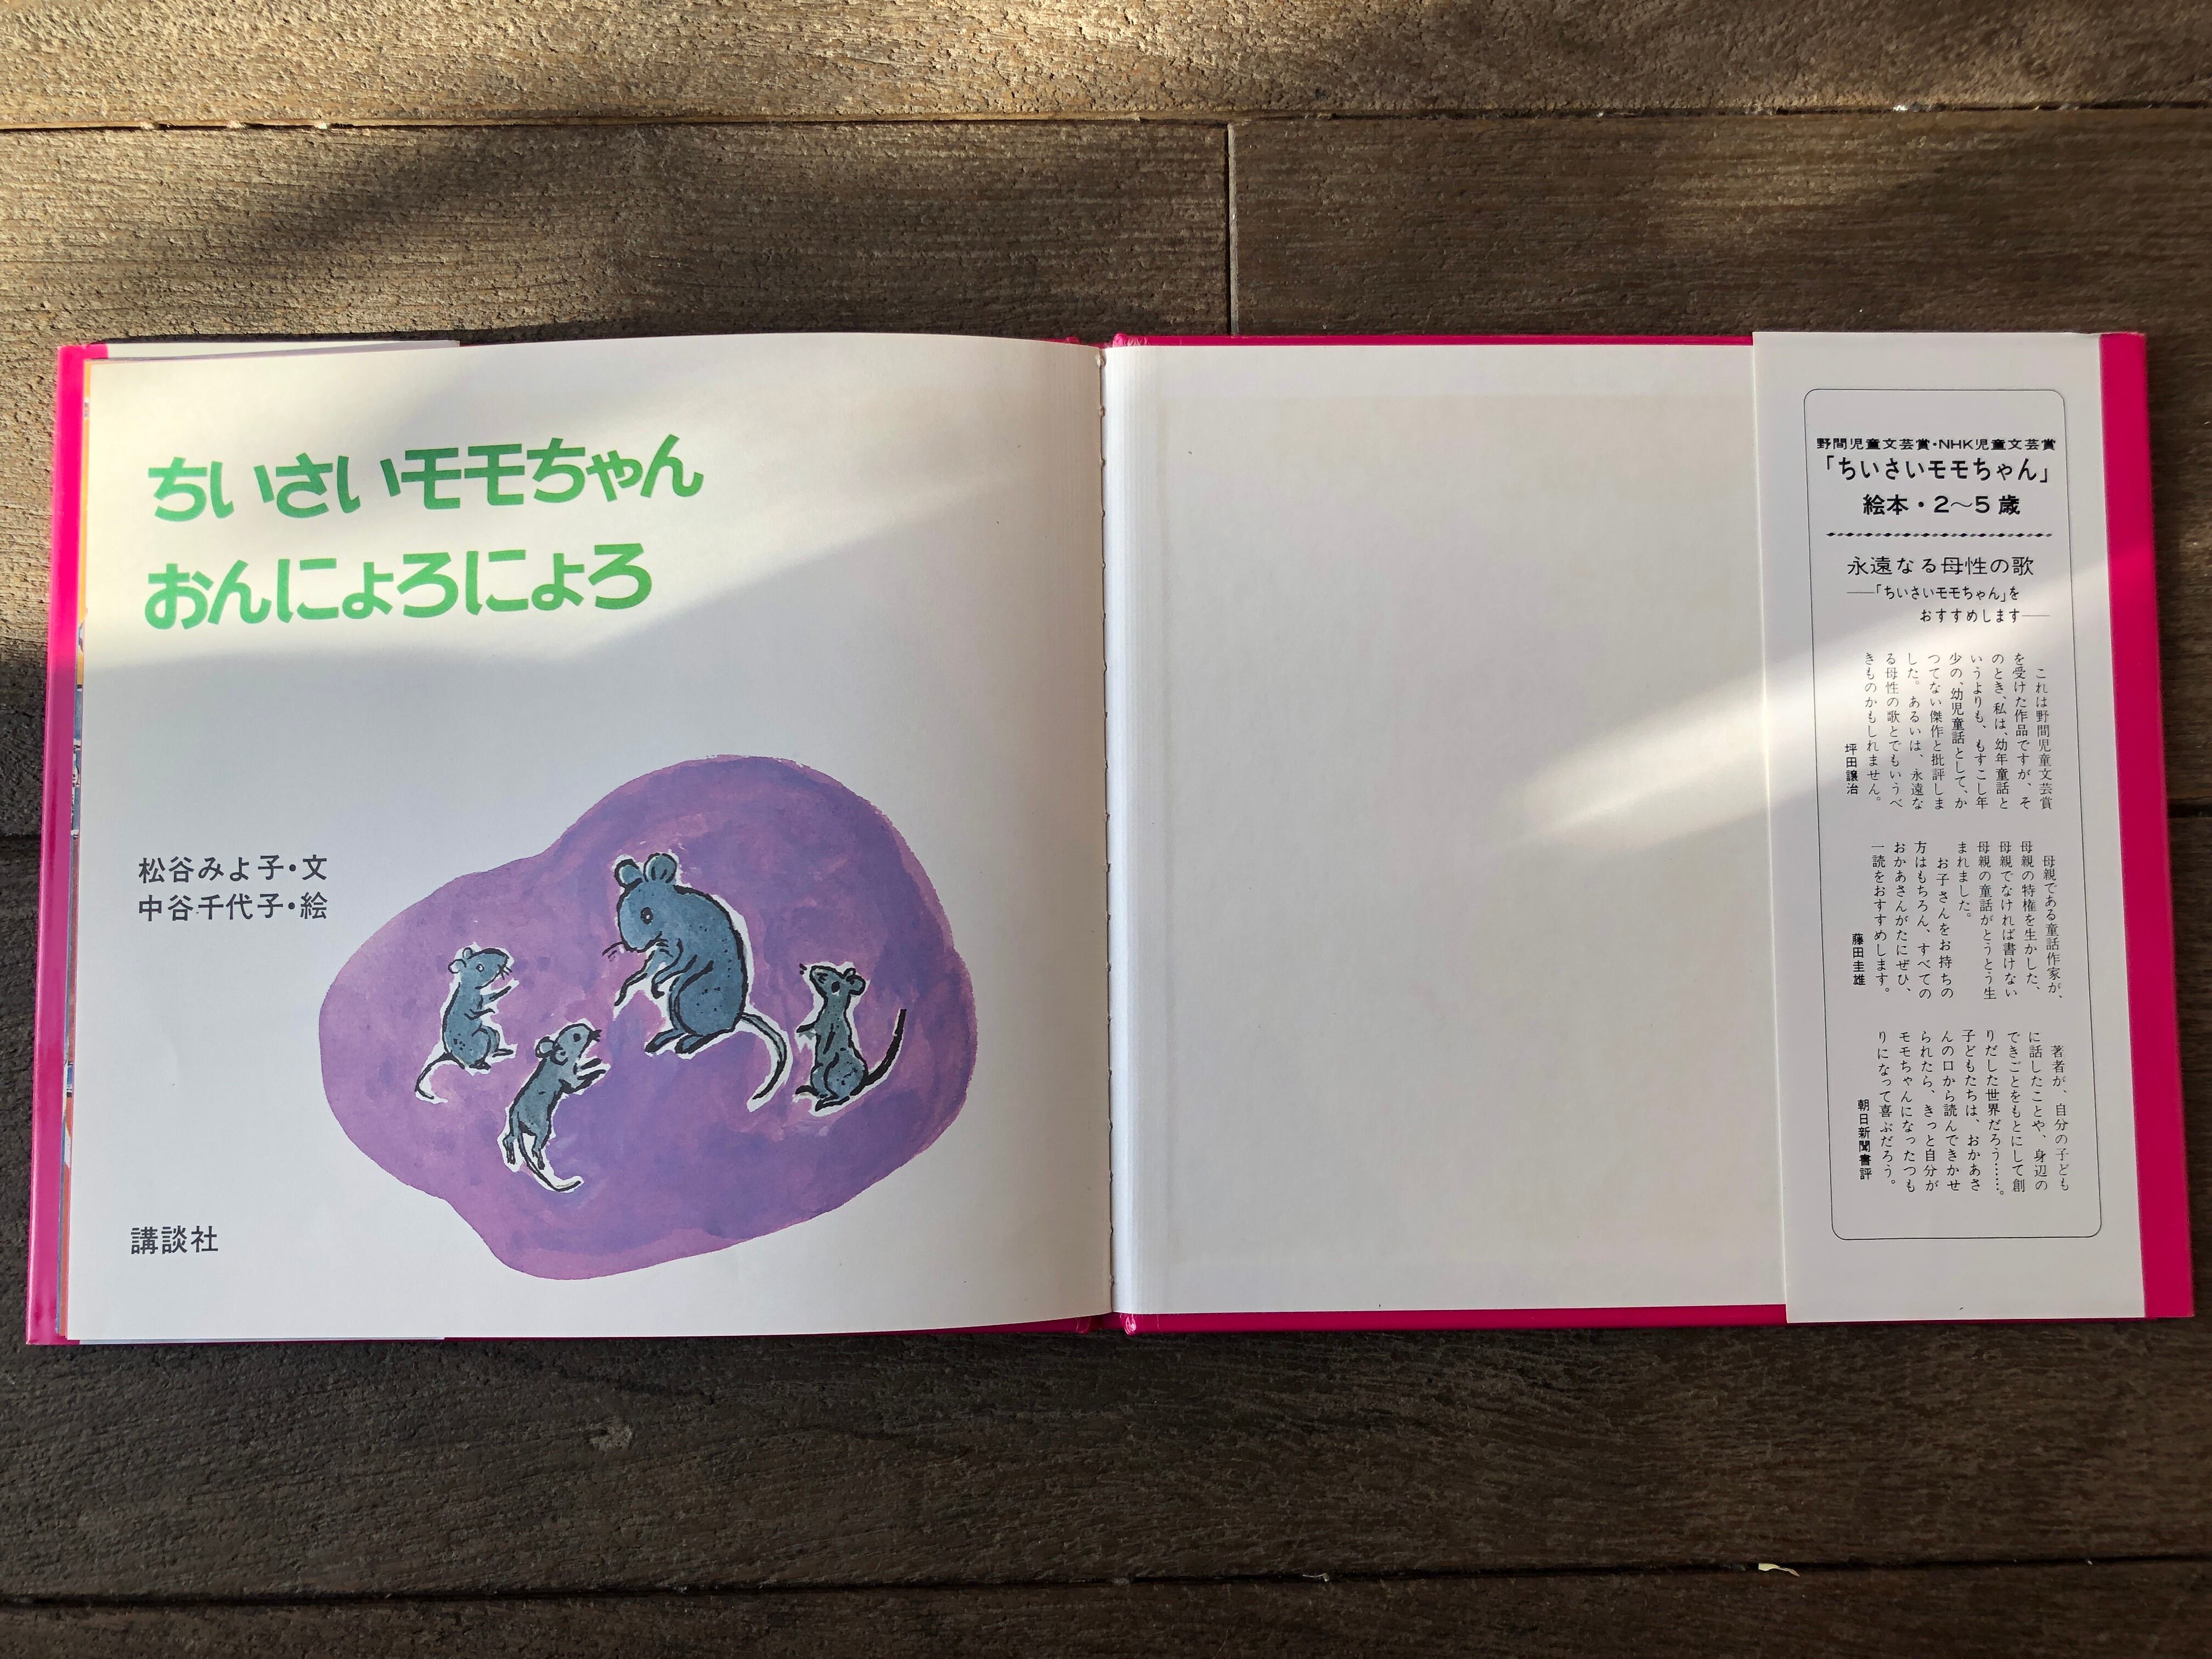 ちいさいモモちゃん
おんにょろにょろ
松谷みよ子・文
中谷千代子・絵
講談社
野間児童文芸賞・NHK児童文芸賞
「ちいさいモモちゃん」
絵本・2〜5歳
永遠なる母性の歌
──「ちいさいモモちゃん」を
おすすめします──
これは野間児童文芸賞
を受けた作品ですが、そ
のとき、私は、幼年童話と
いうよりも、もすこし年
少の、幼児童話として、か
つてない傑作と批評しま
した。あるいは、永遠な
る母性の歌とでもいうべ
きものかもしれません。
坪田譲治
母親である童話作家が、
母親の特権を生かした、
母親でなければ書けない
母親の童話がとうとう生
まれました。
お子さんをお持ちの
方はもちろん、すべての
おかあさんがたにぜひ、
一読をおすすめします。
藤田圭雄
著者が、自分の子ども
に話したことや、身辺の
できごとをもとにして創
りだした世界だろう……。
子どもたちは、おかあさ
んの口から読んできかせ
られたら、きっと自分が
モモちゃんになったつも
りになって喜ぶだろう。
朝日新聞書評